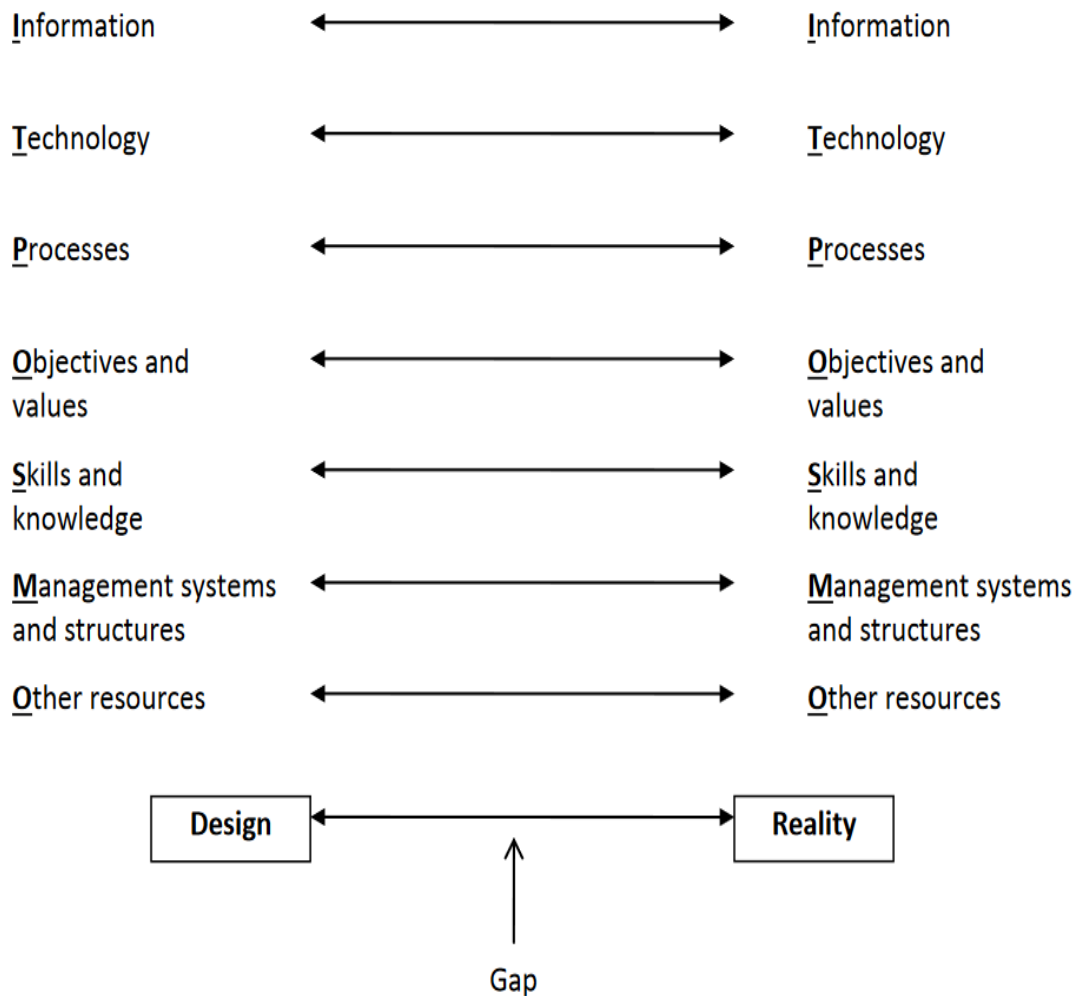 Information Information
Technology Technology
Processes Processes
Objectives and Objectives and
values values
Skills and Skills and
knowledge knowledge
Management systems Management systems
and structures and structures
Other resources Other resources
Design Reality
Gap